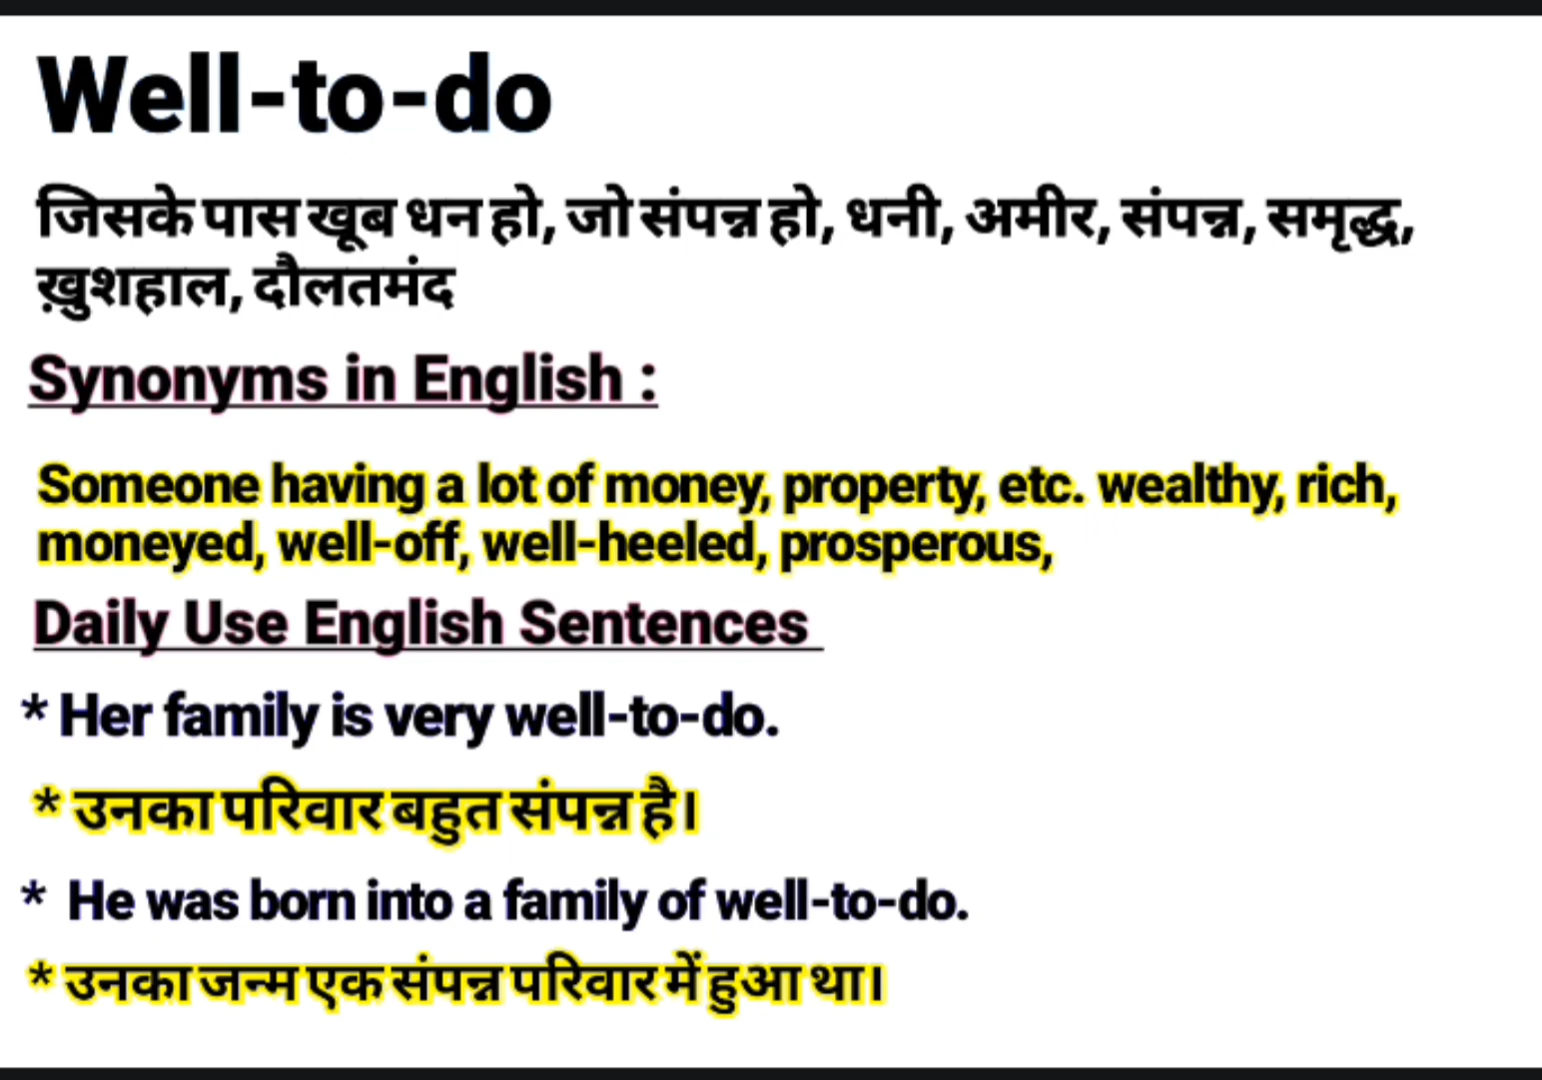 Well-to-do
जिसके पास खूब धन हो, जो संपन्न हो, धनी, अमीर, संपन्न, समृद्ध,
ख़ुशहाल, दौलतमंद
Synonyms in English :
Someone having a lot of money, property, etc. wealthy, rich,
moneyed, well-off, well-heeled, prosperous,
Daily Use English Sentences
* Her family is very well-to-do.
* उनका परिवार बहुत संपन्न है।
* He was born into a family of well-to-do.
* उनका जन्म एक संपन्न परिवार में हुआ था।